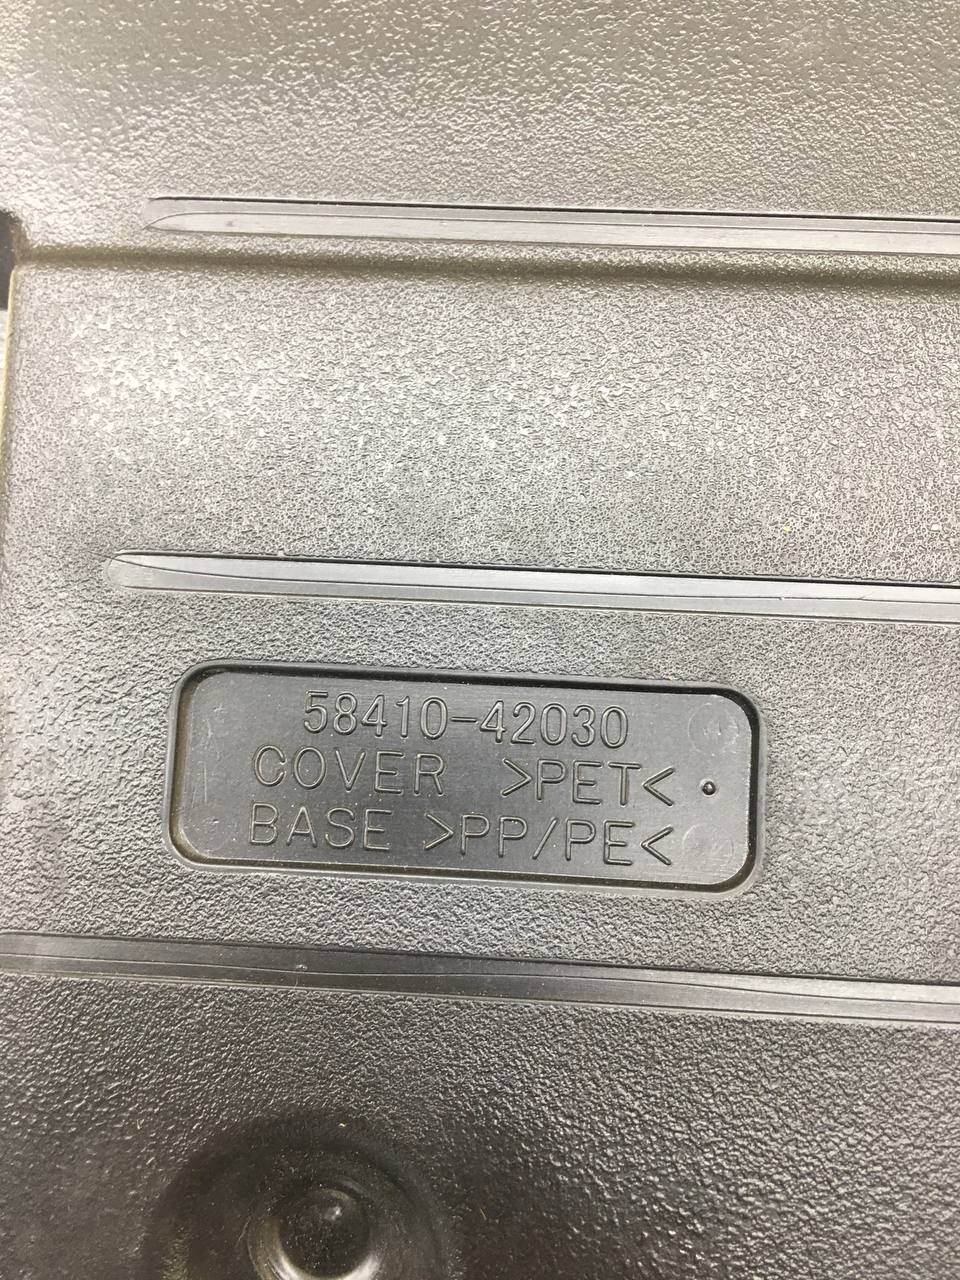 58410-42030
COVER >PET<
BASE >PP/PE<